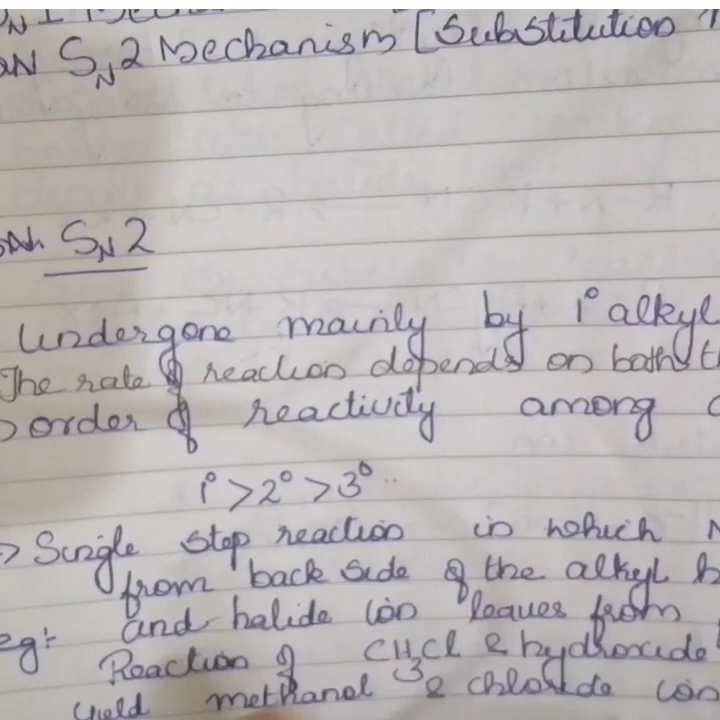 SN2 Mechanism [Substitution
SN2
Undergone mainly by 1° alkyl
The rate of reaction depends on both
order of reactivity among
1° > 2° > 3°
-> Single step reaction in which N
from back side of the alkyl h
and halide ion leaves from
eg:- Reaction of CH3Cl & hydroxide
yield methanol & chloride ion